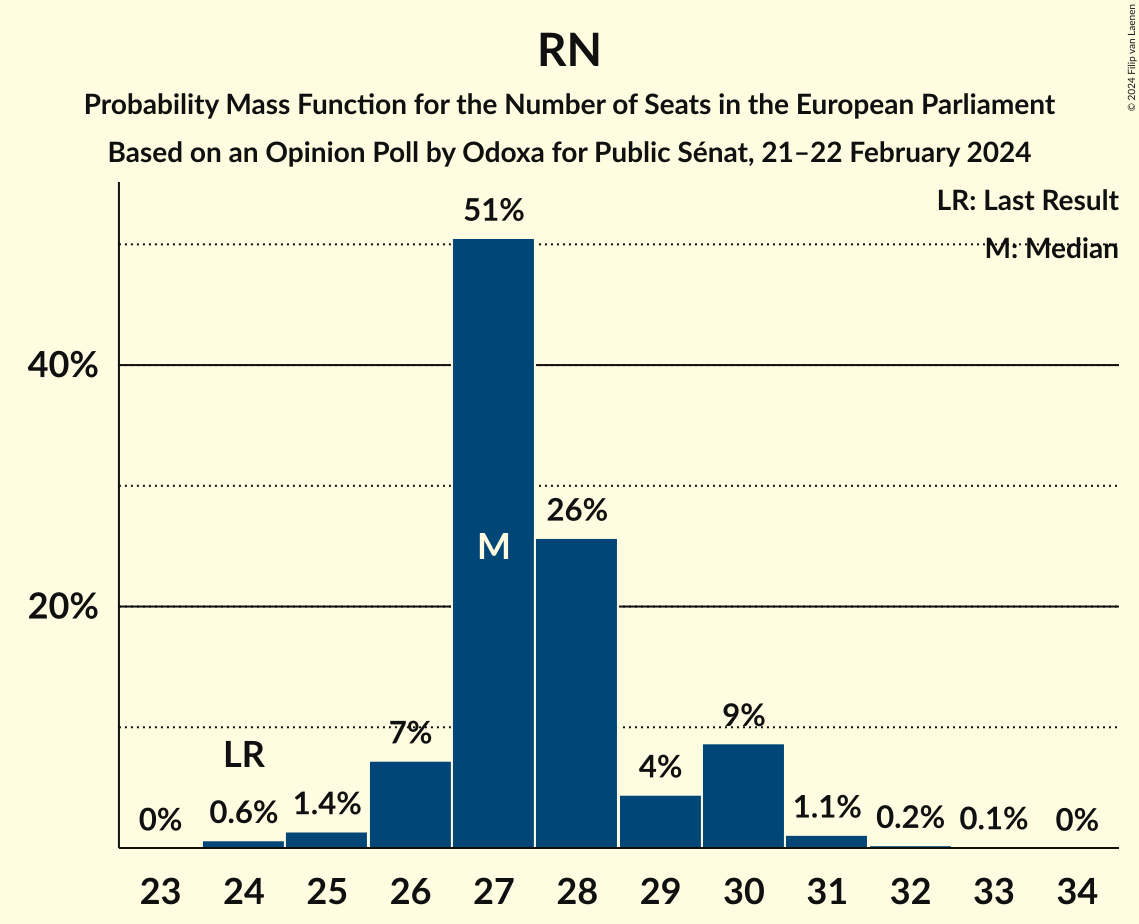 RN
Probability Mass Function for the Number of Seats in the European Parliament
Based on an Opinion Poll by Odoxa for Public Sénat, 21–22 February 2024
© 2024 Filip van Laenen
LR: Last Result
M: Median
51%
40%
26%
M
20%
9%
7%
LR
4%
1.4%
1.1%
0.6%
0.2%
0.1%
0%
0%
23 24 25 26 27 28 29 30 31 32 33 34